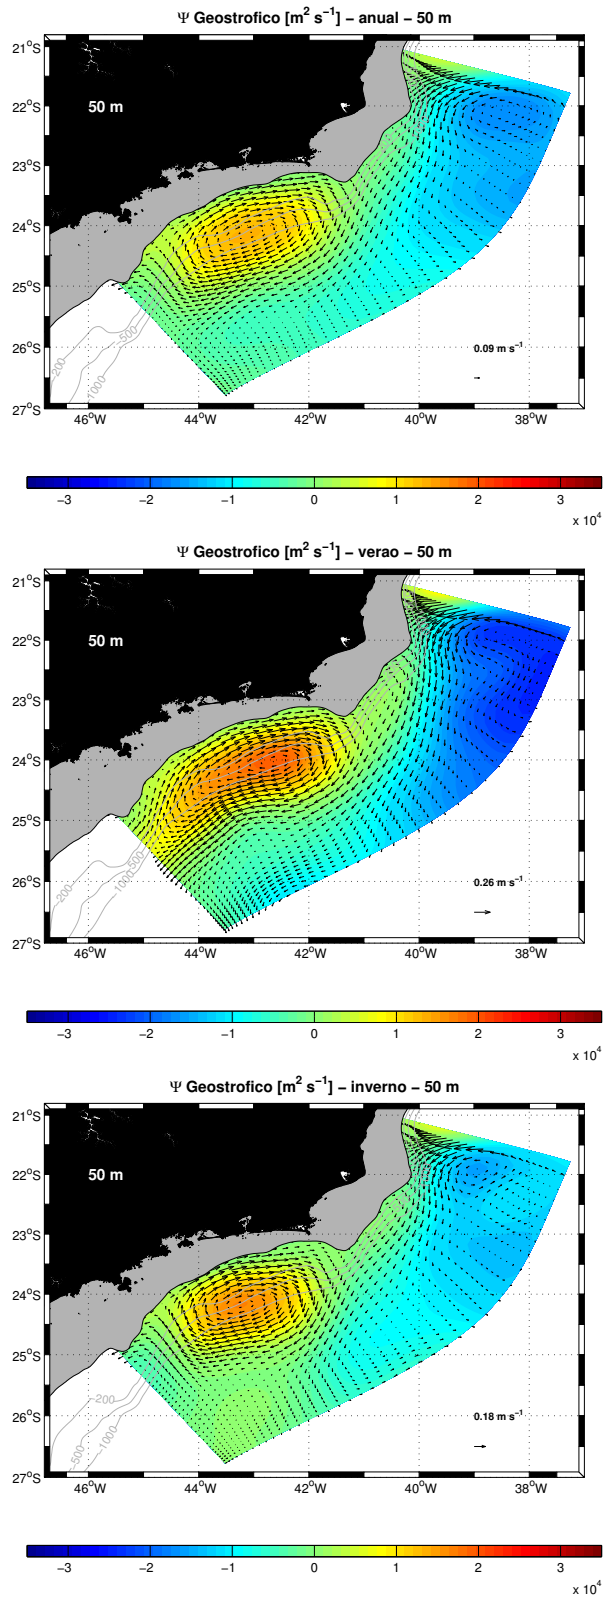 Ψ Geostrofico [m² s⁻¹] − anual − 50 m
21°S
22°S
23°S
24°S
25°S
26°S
27°S
50 m
−200
−500
−1000
0.09 m s⁻¹
46°W 44°W 42°W 40°W 38°W
−3 −2 −1 0 1 2 3
x 10⁴
Ψ Geostrofico [m² s⁻¹] − verao − 50 m
21°S
22°S
23°S
24°S
25°S
26°S
27°S
50 m
−200
−500
−1000
0.26 m s⁻¹
46°W 44°W 42°W 40°W 38°W
−3 −2 −1 0 1 2 3
x 10⁴
Ψ Geostrofico [m² s⁻¹] − inverno − 50 m
21°S
22°S
23°S
24°S
25°S
26°S
27°S
50 m
−200
−500
−1000
0.18 m s⁻¹
46°W 44°W 42°W 40°W 38°W
−3 −2 −1 0 1 2 3
x 10⁴